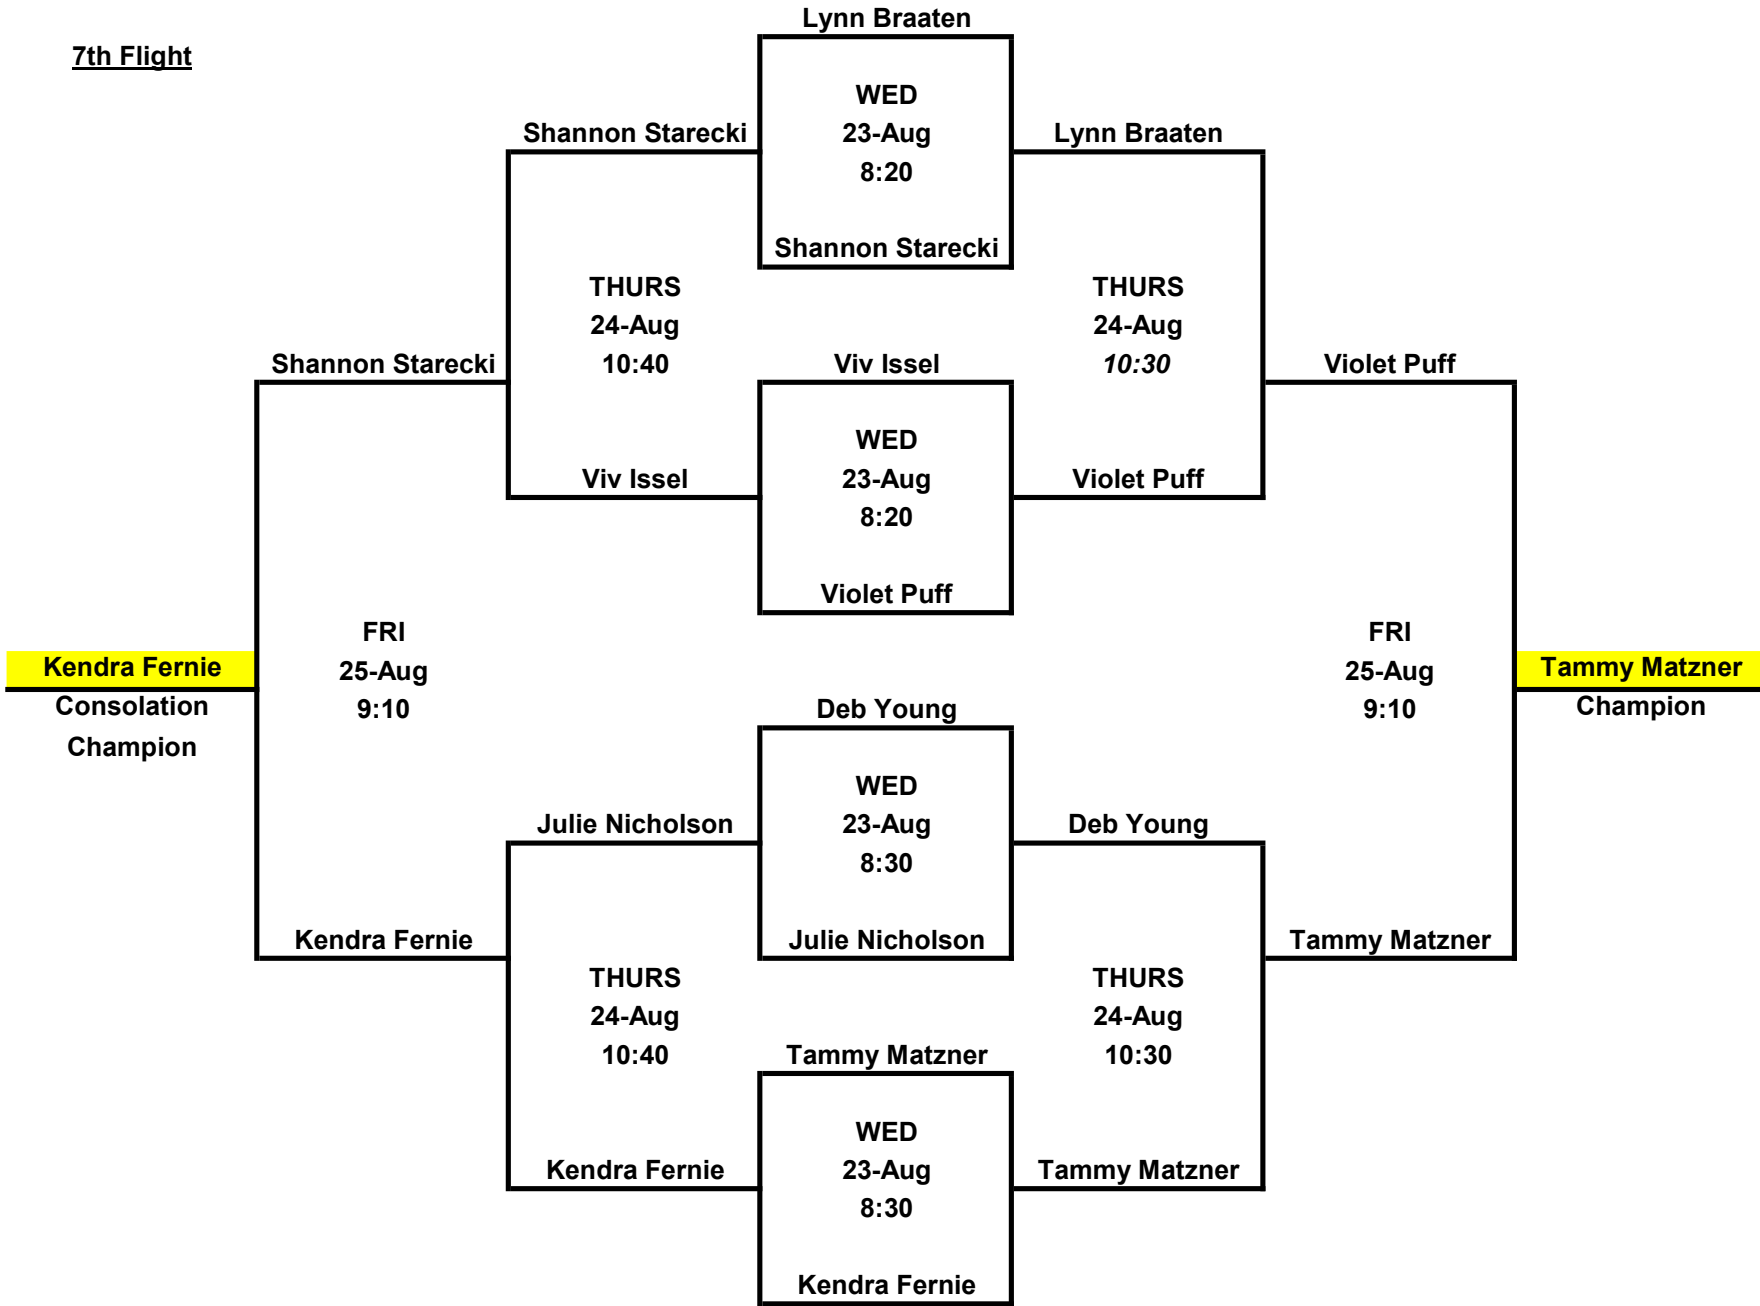 Lynn Braaten
7th Flight
WED
Shannon Starecki 23-Aug Lynn Braaten
8:20
Shannon Starecki
THURS THURS
24-Aug 24-Aug
Shannon Starecki 10:40 Viv Issel 10:30 Violet Puff
WED
Viv Issel 23-Aug Violet Puff
8:20
Violet Puff
FRI FRI
Kendra Fernie 25-Aug 25-Aug Tammy Matzner
Consolation 9:10 Deb Young 9:10 Champion
Champion
WED
Julie Nicholson 23-Aug Deb Young
8:30
Kendra Fernie Julie Nicholson Tammy Matzner
THURS THURS
24-Aug 24-Aug
10:40 Tammy Matzner 10:30
WED
Kendra Fernie 23-Aug Tammy Matzner
8:30
Kendra Fernie